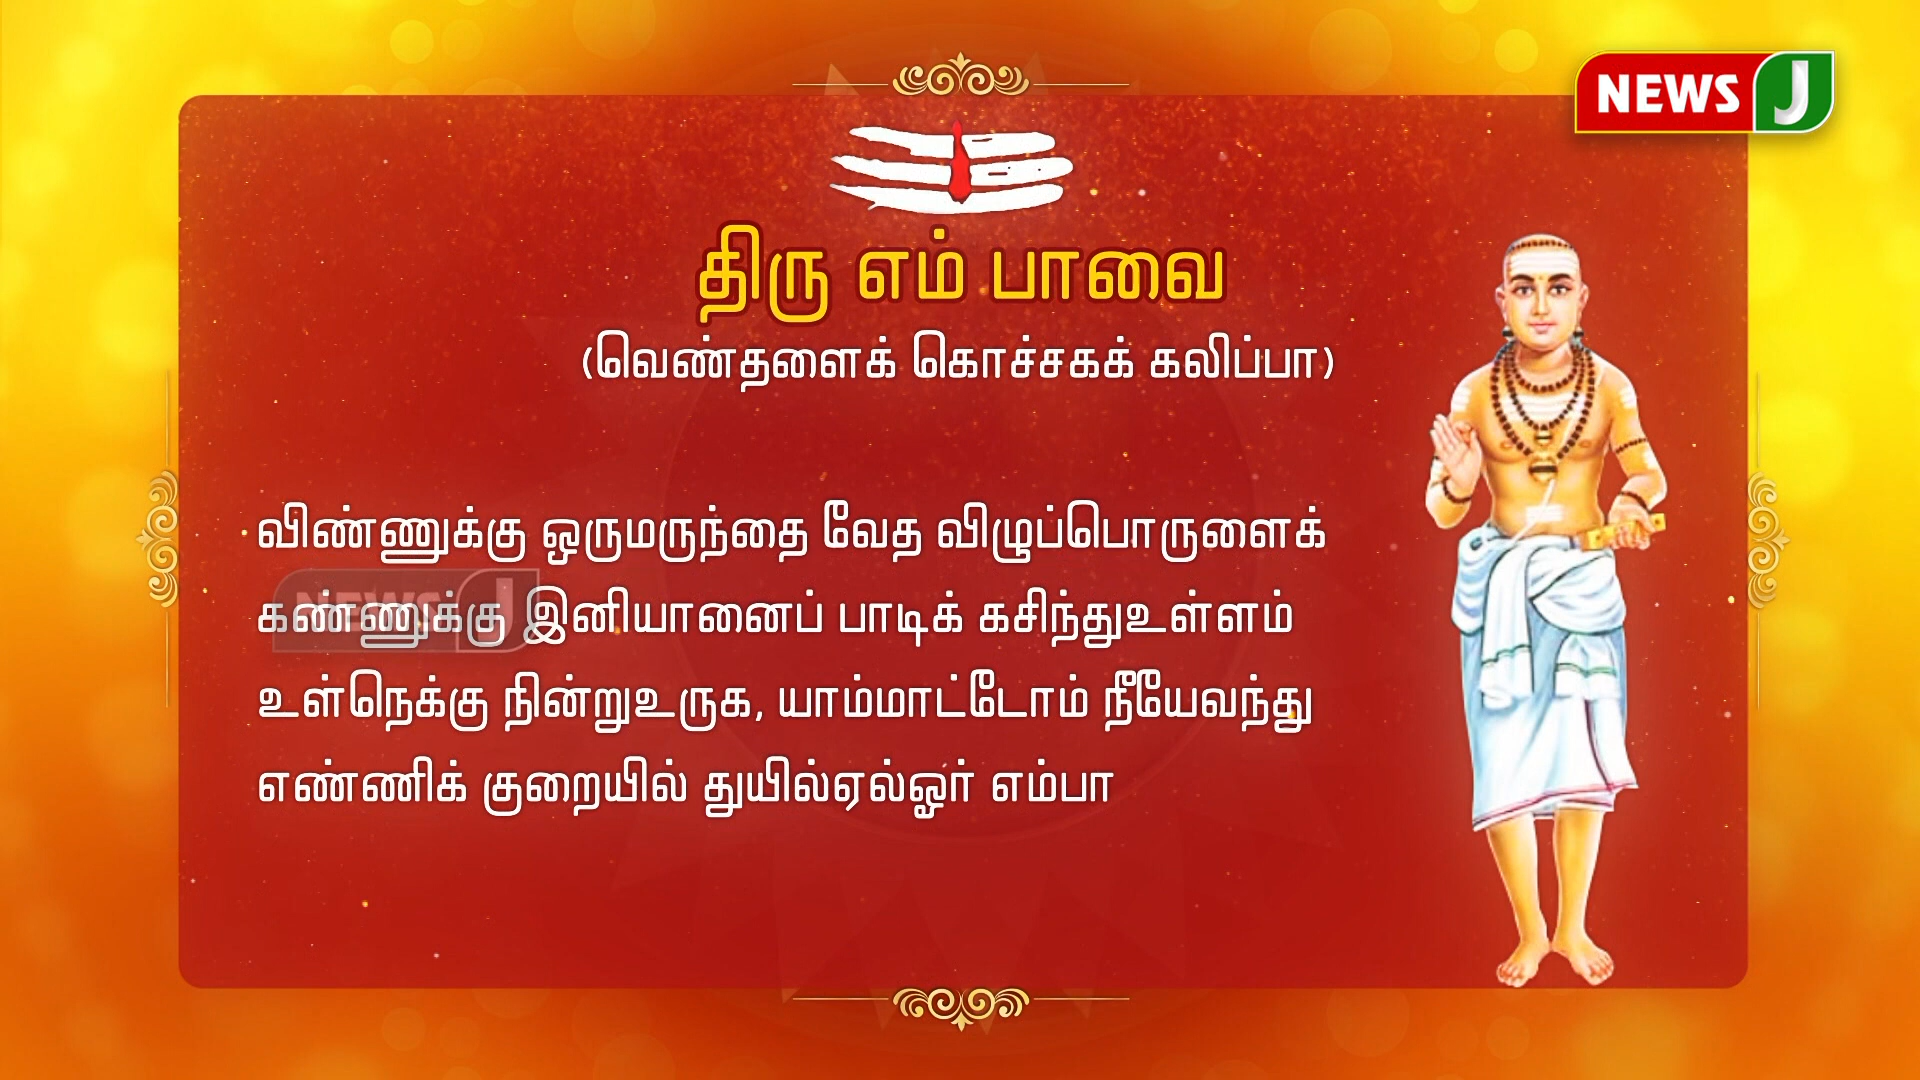 NEWS J
திரு எம் பாவை
(வெண்தளைக் கொச்சகக் கலிப்பா)
விண்ணுக்கு ஒருமருந்தை வேத விழுப்பொருளைக்
கண்ணுக்கு இனியானைப் பாடிக் கசிந்துஉள்ளம்
NEWS J
உள்நெக்கு நின்றுஉருக, யாம்மாட்டோம் நீயேவந்து
எண்ணிக் குறையில் துயில்ஏல்ஓர் எம்பா